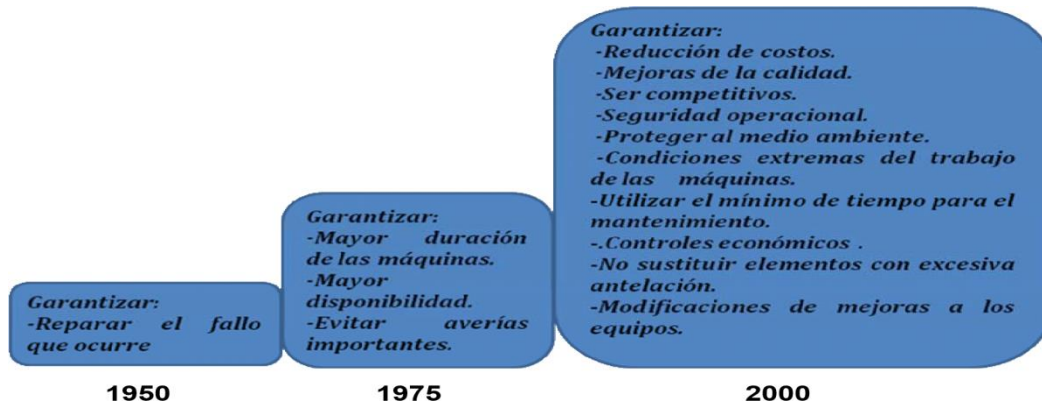 Garantizar:
-Reparar el fallo
que ocurre
1950
Garantizar:
-Mayor duración
de las máquinas.
-Mayor
disponibilidad.
-Evitar averías
importantes.
1975
Garantizar:
-Reducción de costos.
-Mejoras de la calidad.
-Ser competitivos.
-Seguridad operacional.
-Proteger al medio ambiente.
-Condiciones extremas del trabajo
de las máquinas.
-Utilizar el mínimo de tiempo para el
mantenimiento.
-.Controles económicos .
-No sustituir elementos con excesiva
antelación.
-Modificaciones de mejoras a los
equipos.
2000